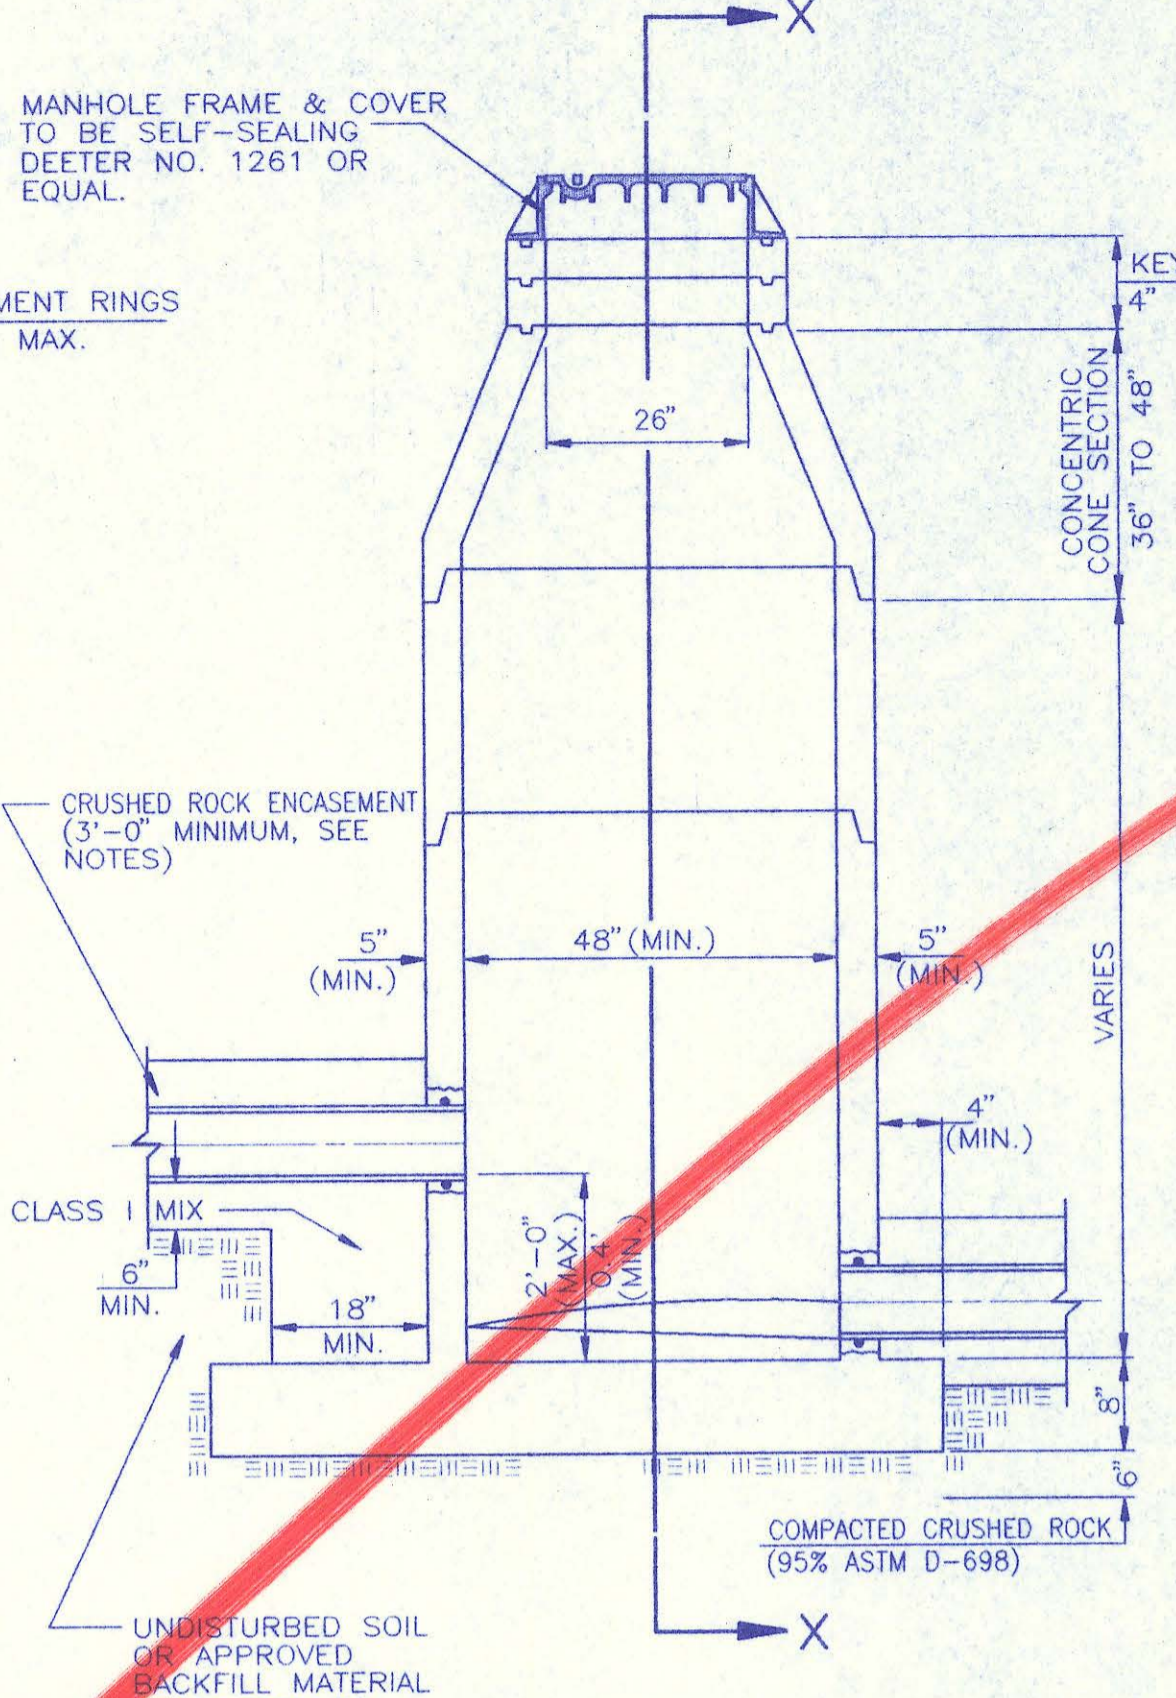 X
MANHOLE FRAME & COVER
TO BE SELF-SEALING
DEETER NO. 1261 OR
EQUAL.
KEY
4"
RINGS
MAX.
CONCENTRIC
CONE SECTION
36" TO 48"
26"
CRUSHED ROCK ENCASEMENT
(3'-0" MINIMUM, SEE
NOTES)
5"
(MIN.)
48" (MIN.)
5"
(MIN.)
VARIES
4"
(MIN.)
CLASS I MIX
2'-0"
(MAX.)
0.4'
(MIN.)
6"
MIN.
18"
MIN.
8"
6"
COMPACTED CRUSHED ROCK
(95% ASTM D-698)
UNDISTURBED SOIL
OR APPROVED
BACKFILL MATERIAL
X